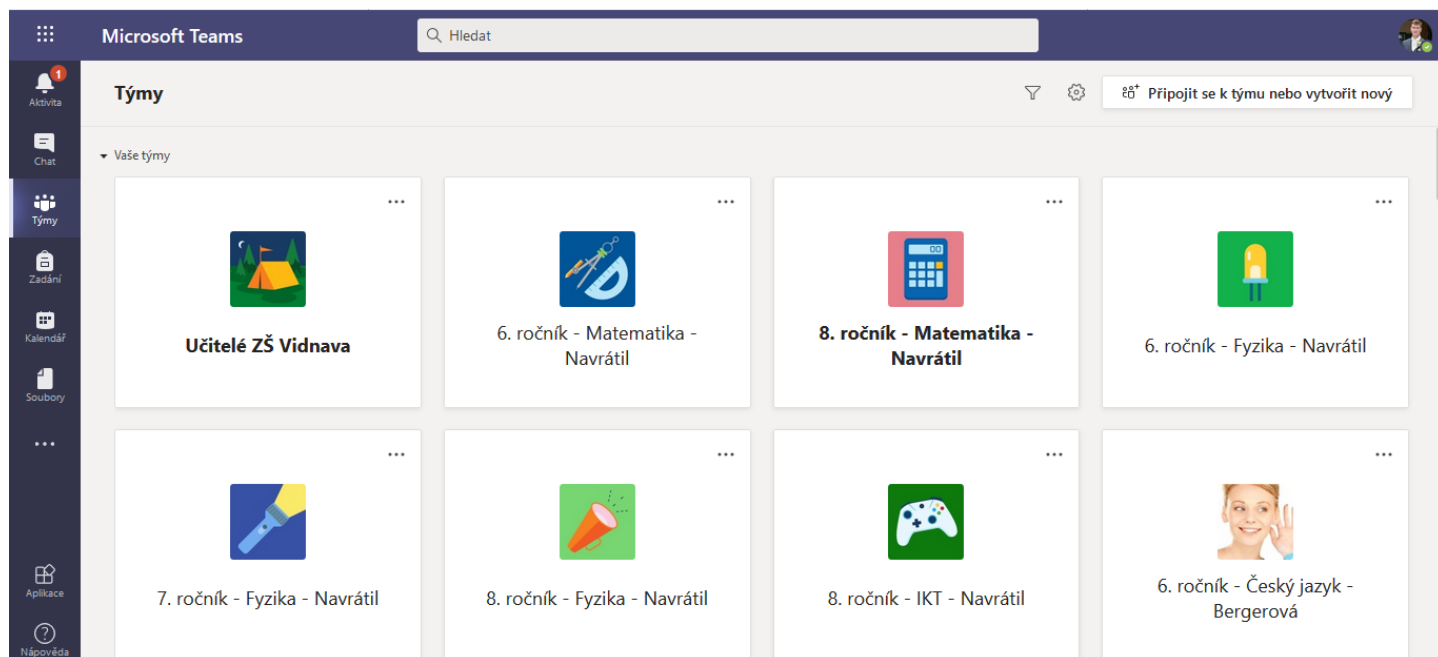 Microsoft Teams
Hledat
1
Aktivita
Chat
Týmy
Zadání
Kalendář
Soubory
Aplikace
Nápověda
Týmy
Připojit se k týmu nebo vytvořit nový
Vaše týmy
Učitelé ZŠ Vidnava
6. ročník - Matematika -
Navrátil
8. ročník - Matematika -
Navrátil
6. ročník - Fyzika - Navrátil
7. ročník - Fyzika - Navrátil
8. ročník - Fyzika - Navrátil
8. ročník - IKT - Navrátil
6. ročník - Český jazyk -
Bergerová